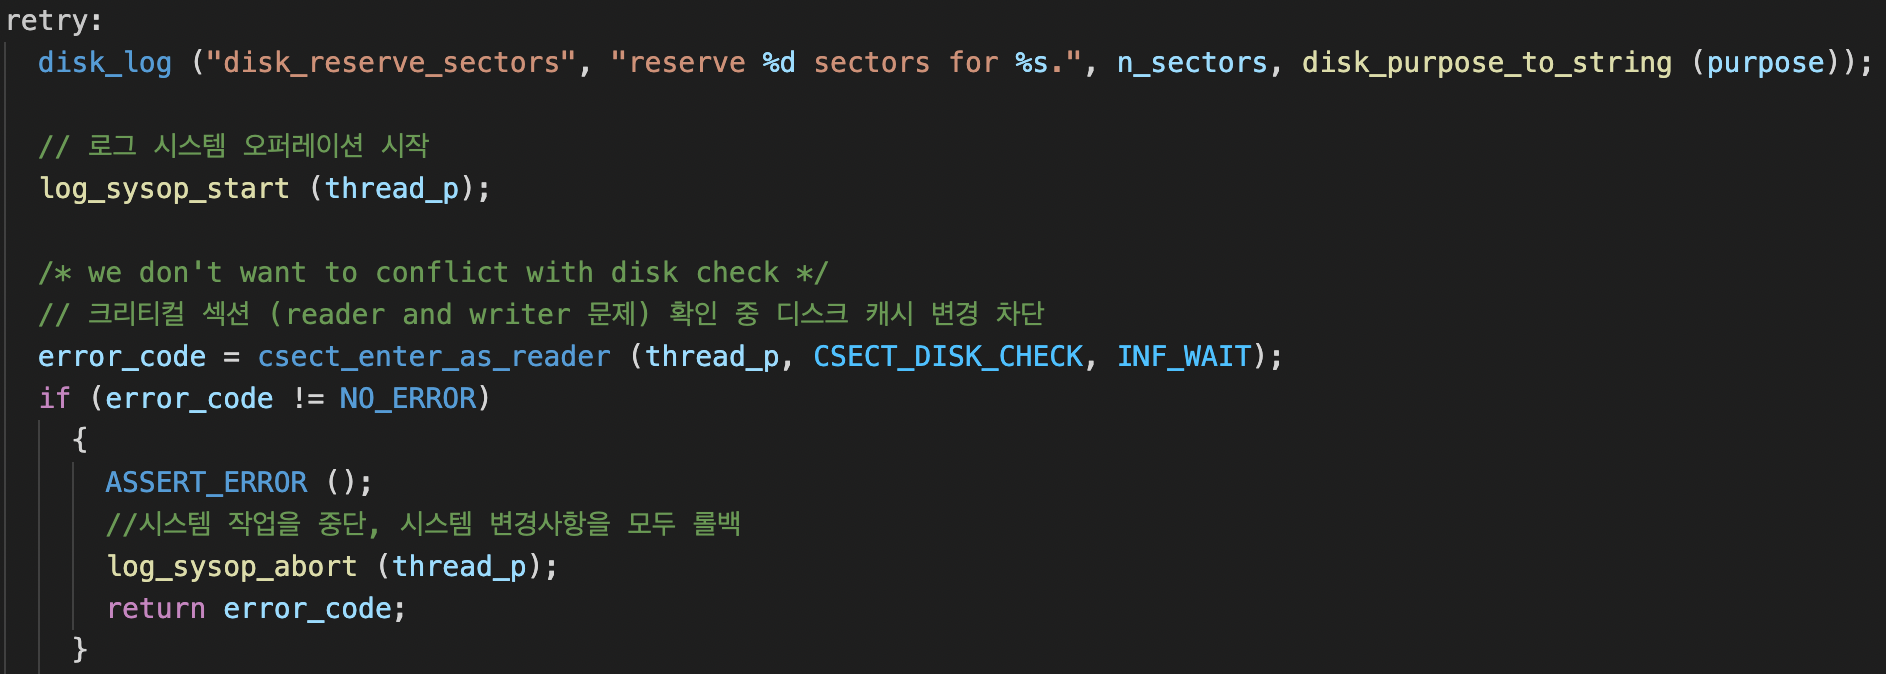 retry:
disk_log ("disk_reserve_sectors", "reserve %d sectors for %s.", n_sectors, disk_purpose_to_string (purpose));
// 로그 시스템 오퍼레이션 시작
log_sysop_start (thread_p);
/* we don't want to conflict with disk check */
// 크리티컬 섹션 (reader and writer 문제) 확인 중 디스크 캐시 변경 차단
error_code = csect_enter_as_reader (thread_p, CSECT_DISK_CHECK, INF_WAIT);
if (error_code != NO_ERROR)
{
ASSERT_ERROR ();
//시스템 작업을 중단, 시스템 변경사항을 모두 롤백
log_sysop_abort (thread_p);
return error_code;
}